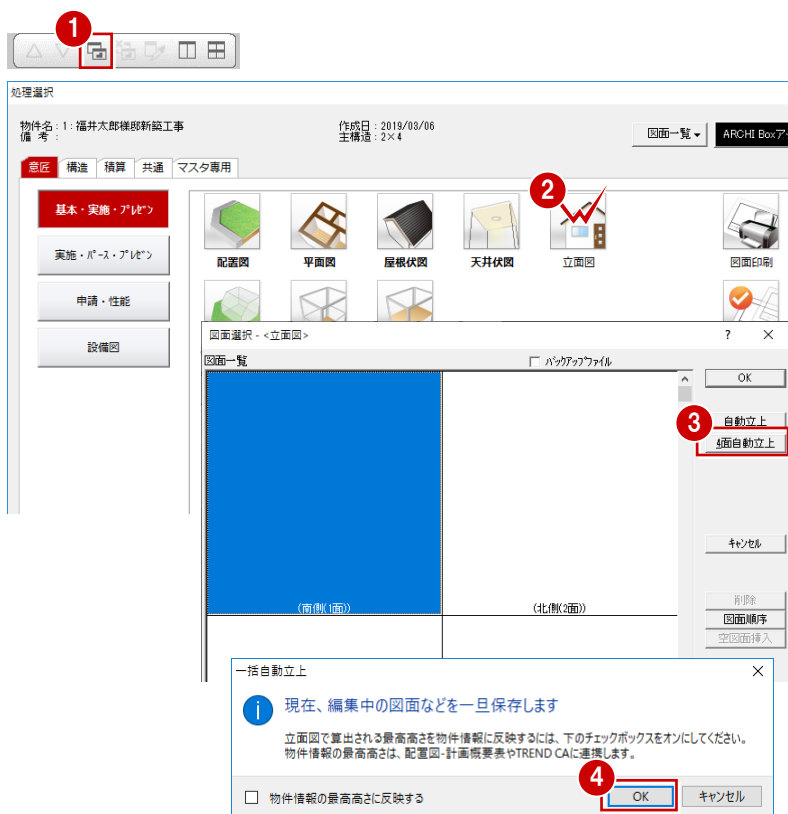 1
処理選択
物件名:1:福井太郎様邸新築工事
作成日:2019/03/06
備 考:
主構造:2×4
図面一覧
ARCHI Boxア
意匠 構造 積算 共通 マスタ専用
基本・実施・プレゼン
実施・パース・プレゼン
申請・性能
設備図
2
配置図 平面図 屋根伏図 天井伏図 立面図 図面印刷
図面選択 - <立面図>
? ×
図面一覧
バックアップファイル
OK
3
自動立上
4面自動立上
キャンセル
削除
図面順序
空図面挿入
(南側(1面))
(北側(2面))
一括自動立上
i
現在、編集中の図面などを一旦保存します
立面図で算出される最高高さを物件情報に反映するには、下のチェックボックスをオンにしてください。
物件情報の最高高さは、配置図-計画概要表やTREND CAに連携します。
4
物件情報の最高高さに反映する
OK
キャンセル